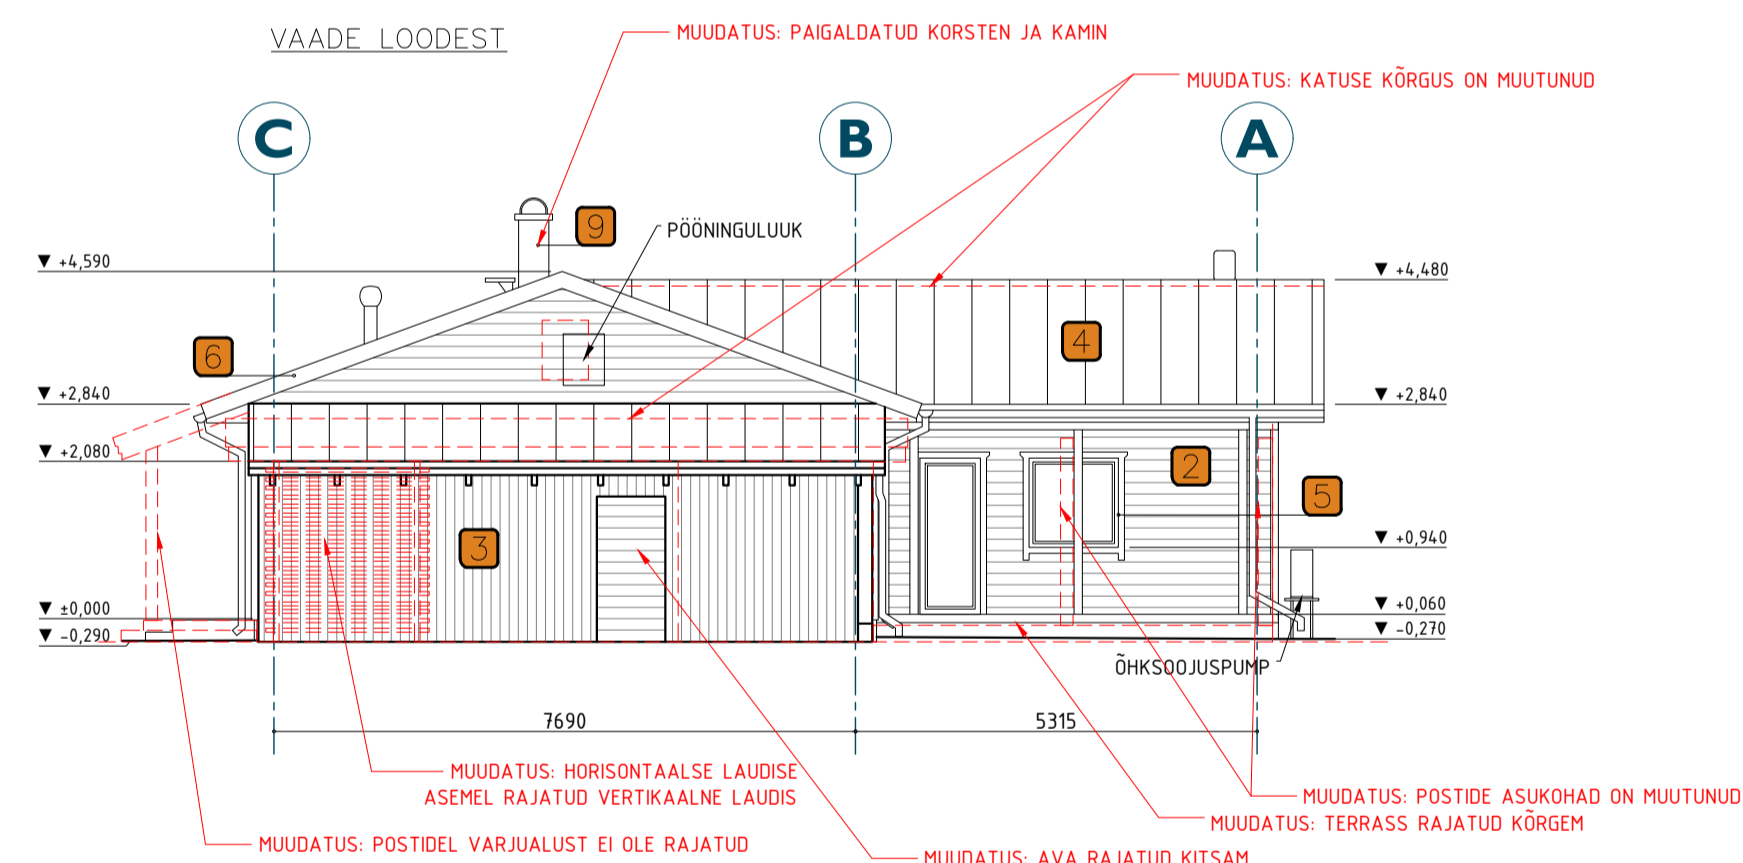 VAADE LOODEST
MUUDATUS: PAIGALDATUD KORSTEN JA KAMIN
MUUDATUS: KATUSE KÕRGUS ON MUUTUNUD
C
B
A
9
PÖÖNINGULUUK
+4,590
+4,480
6
4
+2,840
+2,840
+2,080
2
5
3
+0,940
±0,000
+0,060
-0,290
-0,270
ÕHKSOOJUSPUMP
7690
5315
MUUDATUS: HORISONTAALSE LAUDISE
ASEMEL RAJATUD VERTIKAALNE LAUDIS
MUUDATUS: POSTIDE ASUKOHAD ON MUUTUNUD
MUUDATUS: TERRASS RAJATUD KÕRGEM
MUUDATUS: POSTIDEL VARJUALUST EI OLE RAJATUD
MUUDATUS: AVA RAJATUD KITSAM